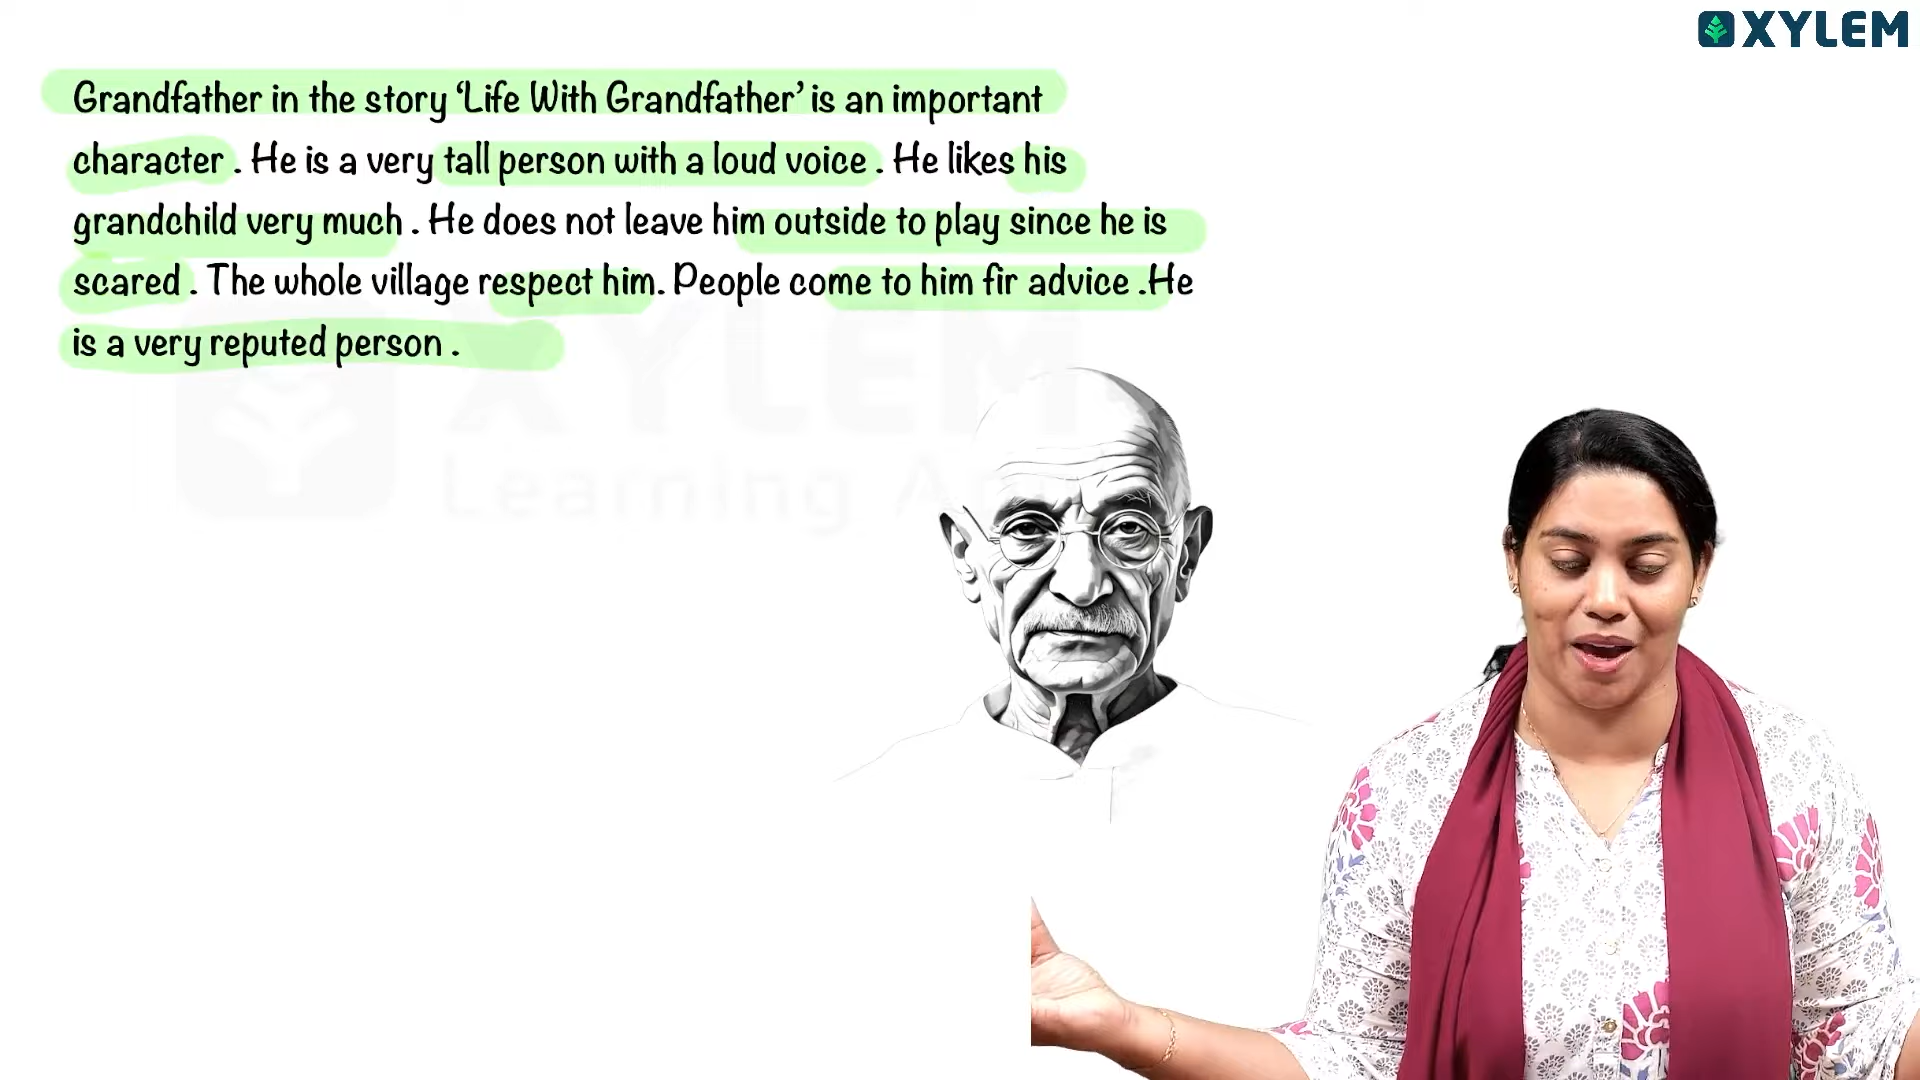 XYLEM
Grandfather in the story ‘Life With Grandfather’ is an important
character . He is a very tall person with a loud voice . He likes his
grandchild very much . He does not leave him outside to play since he is
scared . The whole village respect him. People come to him fir advice .He
is a very reputed person .
XYLEM
Learning